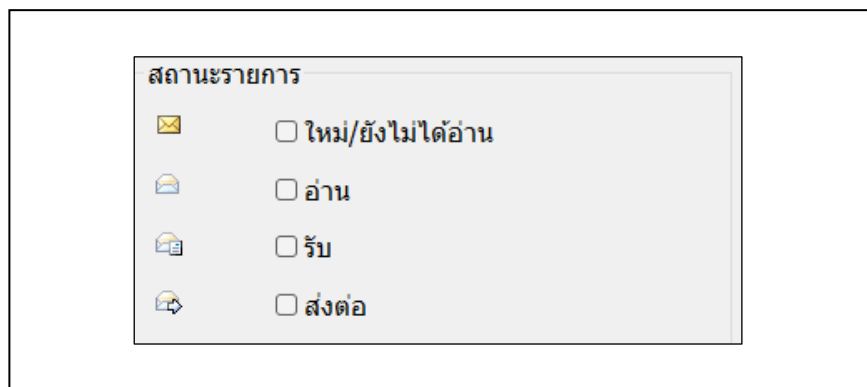 สถานะรายการ
ใหม่/ยังไม่ได้อ่าน
อ่าน
รับ
ส่งต่อ